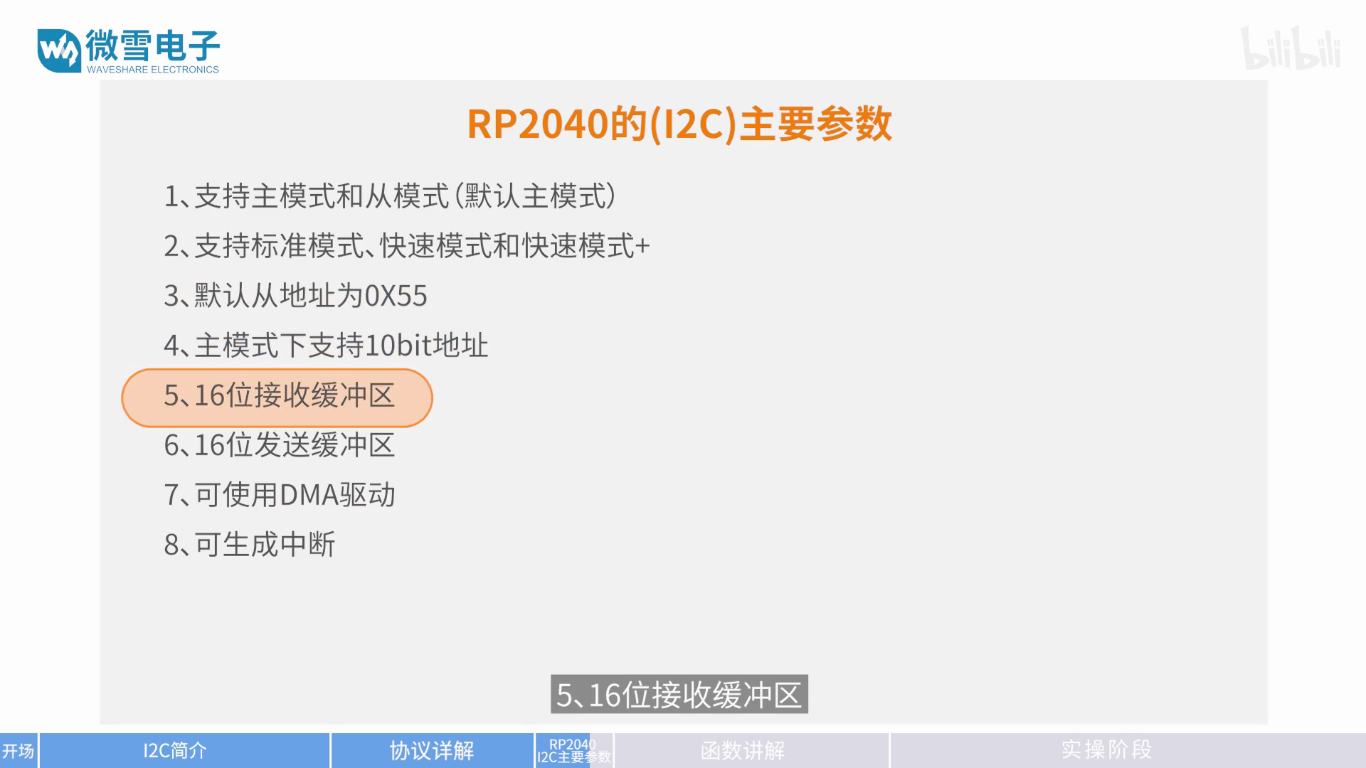 微雪电子
WAVESHARE ELECTRONICS
bilibili
RP2040的(I2C)主要参数
1、支持主模式和从模式(默认主模式)
2、支持标准模式、快速模式和快速模式+
3、默认从地址为0X55
4、主模式下支持10bit地址
5、16位接收缓冲区
6、16位发送缓冲区
7、可使用DMA驱动
8、可生成中断
5、16位接收缓冲区
开场
I2C简介
协议详解
RP2040
I2C主要参数
函数讲解
实操阶段